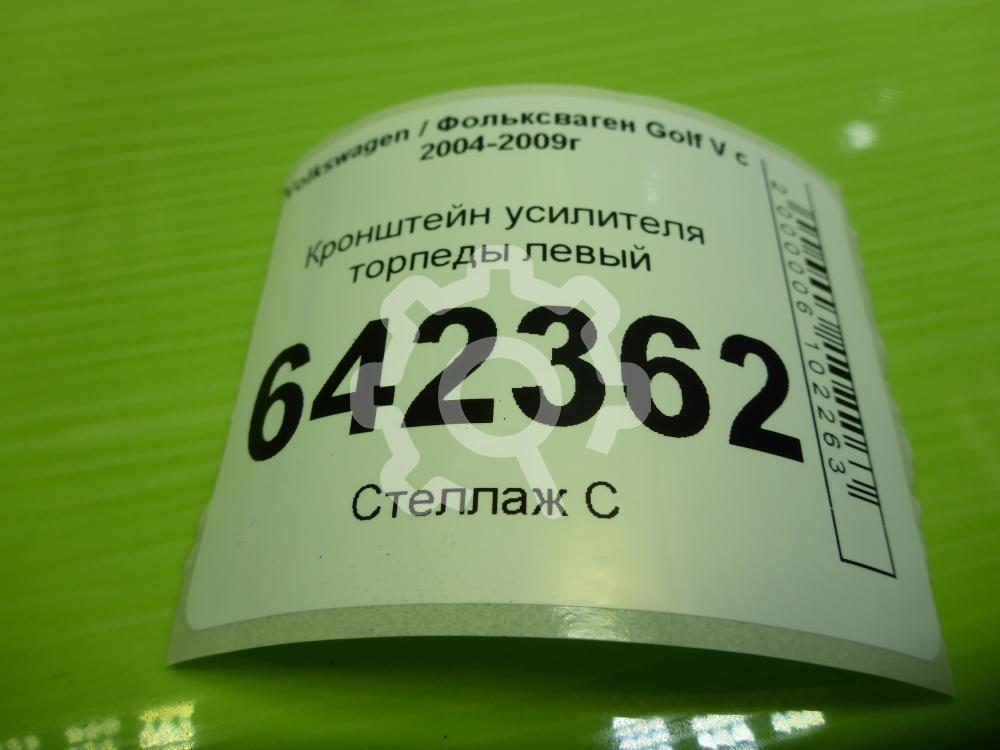 Volkswagen / Фольксваген Golf V с
2004-2009г
Кронштейн усилителя
торпеды левый
642362
Стеллаж С
2000006102263